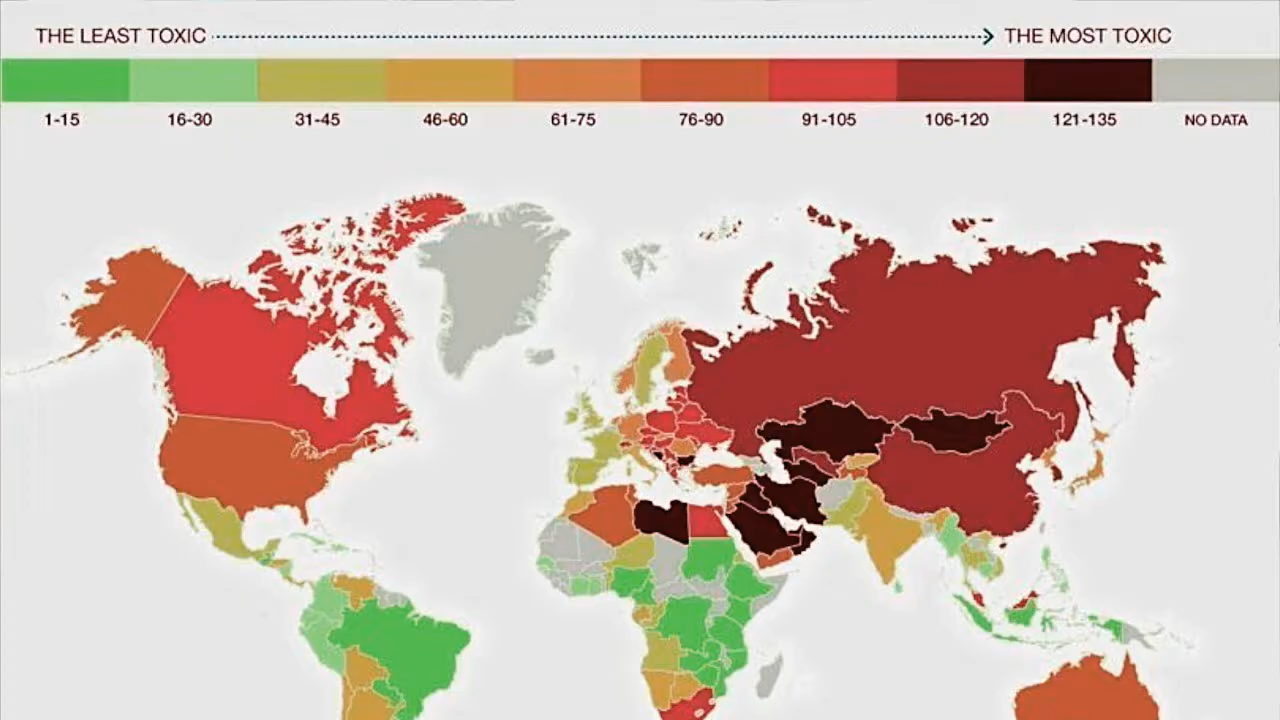 THE LEAST TOXIC THE MOST TOXIC
1-15 16-30 31-45 46-60 61-75 76-90 91-105 106-120 121-135 NO DATA